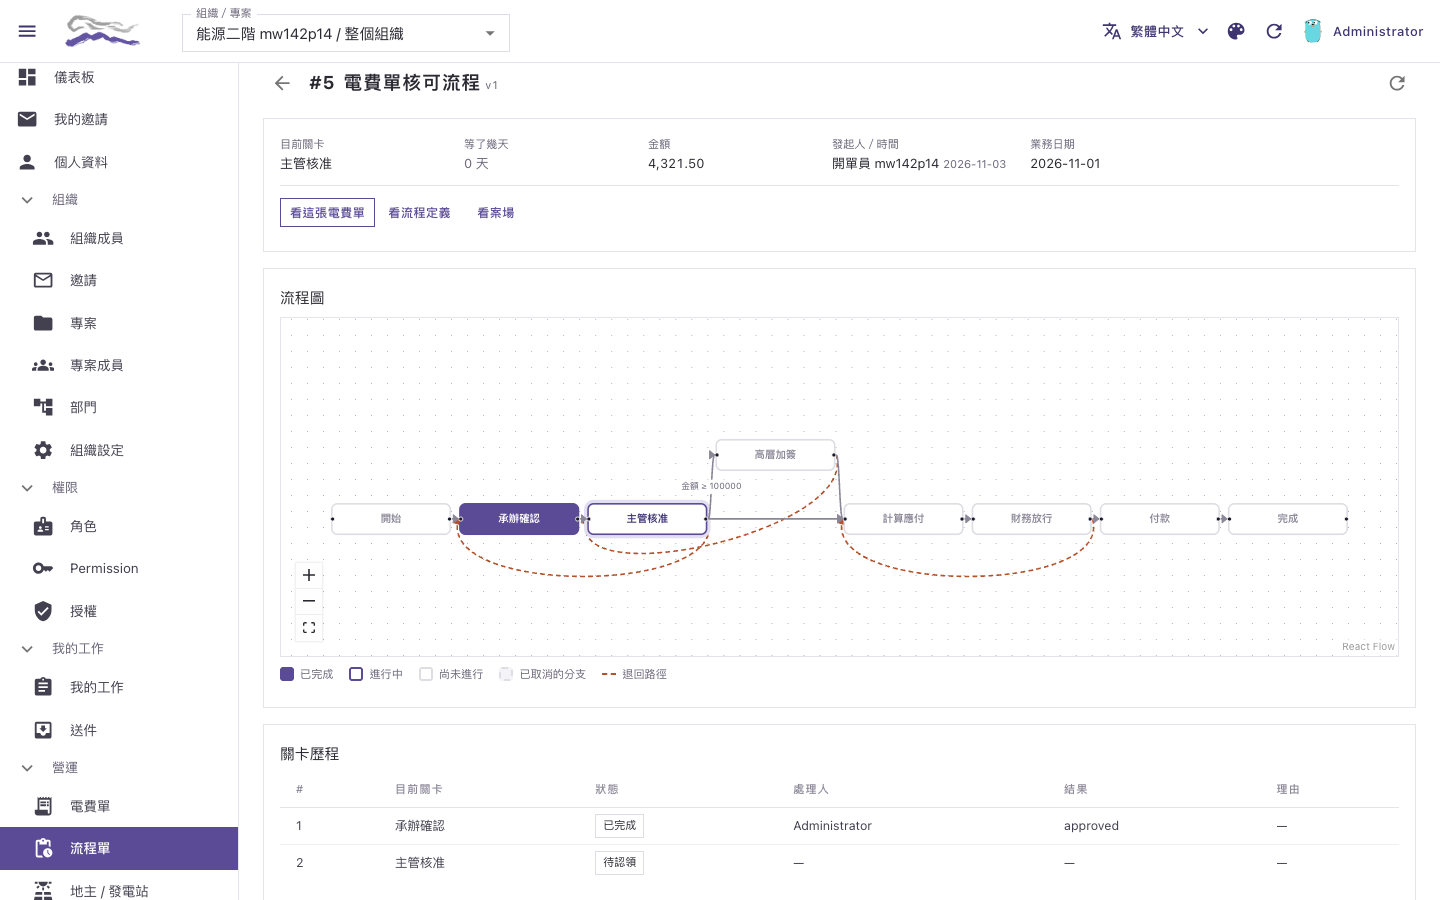 組織 / 專案
能源二階 mw142p14 / 整個組織
繁體中文
Administrator
儀表板
我的邀請
個人資料
組織
組織成員
邀請
專案
專案成員
部門
組織設定
權限
角色
Permission
授權
我的工作
我的工作
送件
營運
電費單
流程單
地主 / 發電站
#5 電費單核可流程 v1
目前關卡
等了幾天
金額
發起人 / 時間
業務日期
主管核准
0 天
4,321.50
開單員 mw142p14 2026-11-03
2026-11-01
看這張電費單
看流程定義
看案場
流程圖
高層加簽
金額 ≥ 100000
開始
承辦確認
主管核准
計算應付
財務放行
付款
完成
React Flow
已完成
進行中
尚未進行
已取消的分支
退回路徑
關卡歷程
# 目前關卡 狀態 處理人 結果 理由
1 承辦確認 已完成 Administrator approved —
2 主管核准 待認領 — — —